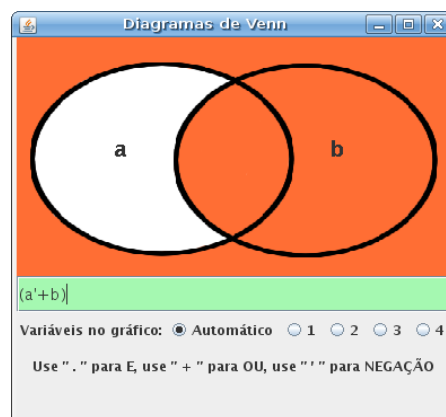 Diagramas de Venn
a b
(a'+b)
Variáveis no gráfico: Automático 1 2 3 4
Use " . " para E, use " + " para OU, use " ' " para NEGAÇÃO